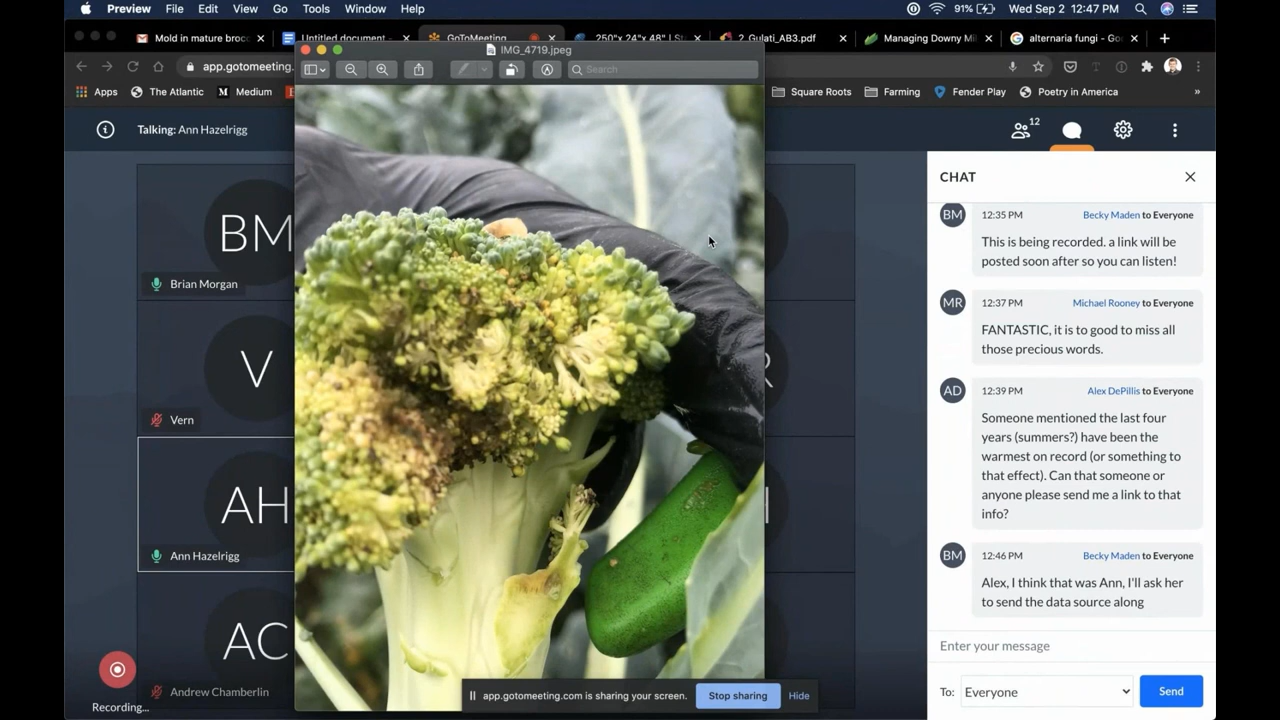 Preview File Edit View Go Tools Window Help 91% Wed Sep 2 12:47 PM
Mold in mature broc Untitled document - GoToMeeting 250"x 24"x 48" | St 2_Gulati_AB3.pdf Managing Downy Mi alternaria fungi - Go
IMG_4719.jpeg
Search
app.gotomeeting.
Apps The Atlantic Medium Square Roots Farming Fender Play Poetry in America »
Talking: Ann Hazelrigg
12
CHAT
BM
Brian Morgan
V
Vern
AH
Ann Hazelrigg
AC
Andrew Chamberlin
Recording...
BM 12:35 PM Becky Maden to Everyone
This is being recorded. a link will be
posted soon after so you can listen!
MR 12:37 PM Michael Rooney to Everyone
FANTASTIC, it is to good to miss all
those precious words.
AD 12:39 PM Alex DePillis to Everyone
Someone mentioned the last four
years (summers?) have been the
warmest on record (or something to
that effect). Can that someone or
anyone please send me a link to that
info?
BM 12:46 PM Becky Maden to Everyone
Alex, I think that was Ann, I'll ask her
to send the data source along
Enter your message
To: Everyone Send
app.gotomeeting.com is sharing your screen. Stop sharing Hide